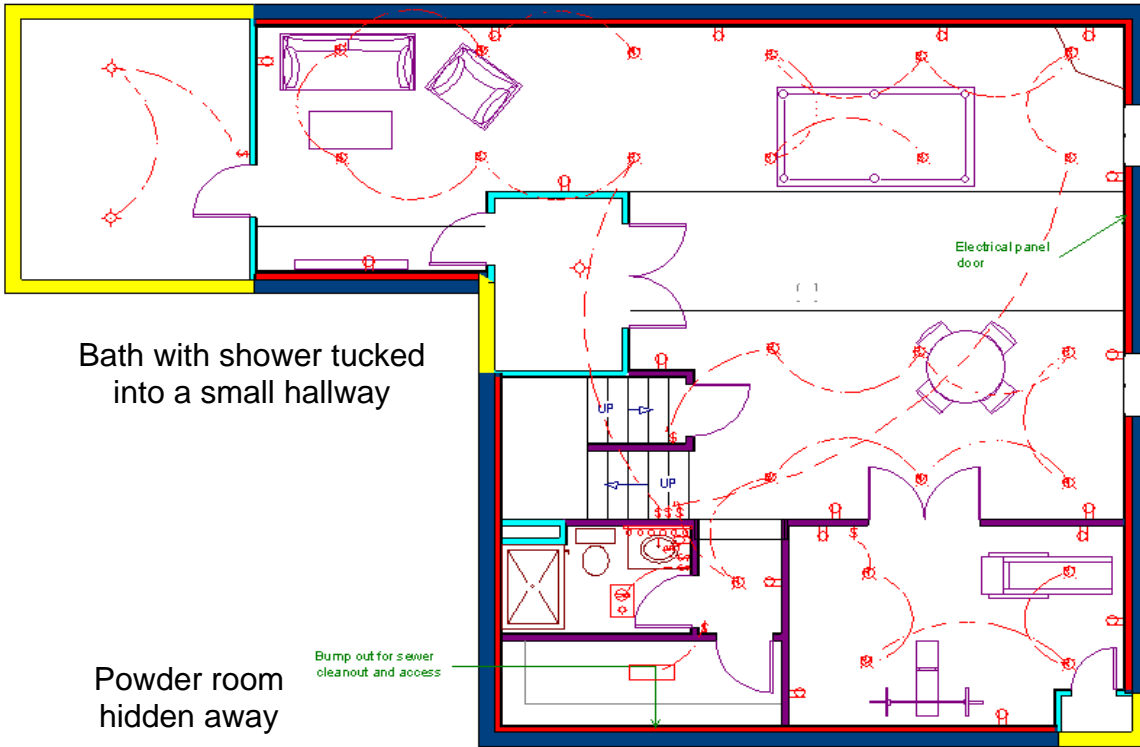 Electrical panel
door
Bath with shower tucked
into a small hallway
UP
UP
$
$
$$$
$
$
Bump out for sewer
cleanout and access
Powder room
hidden away